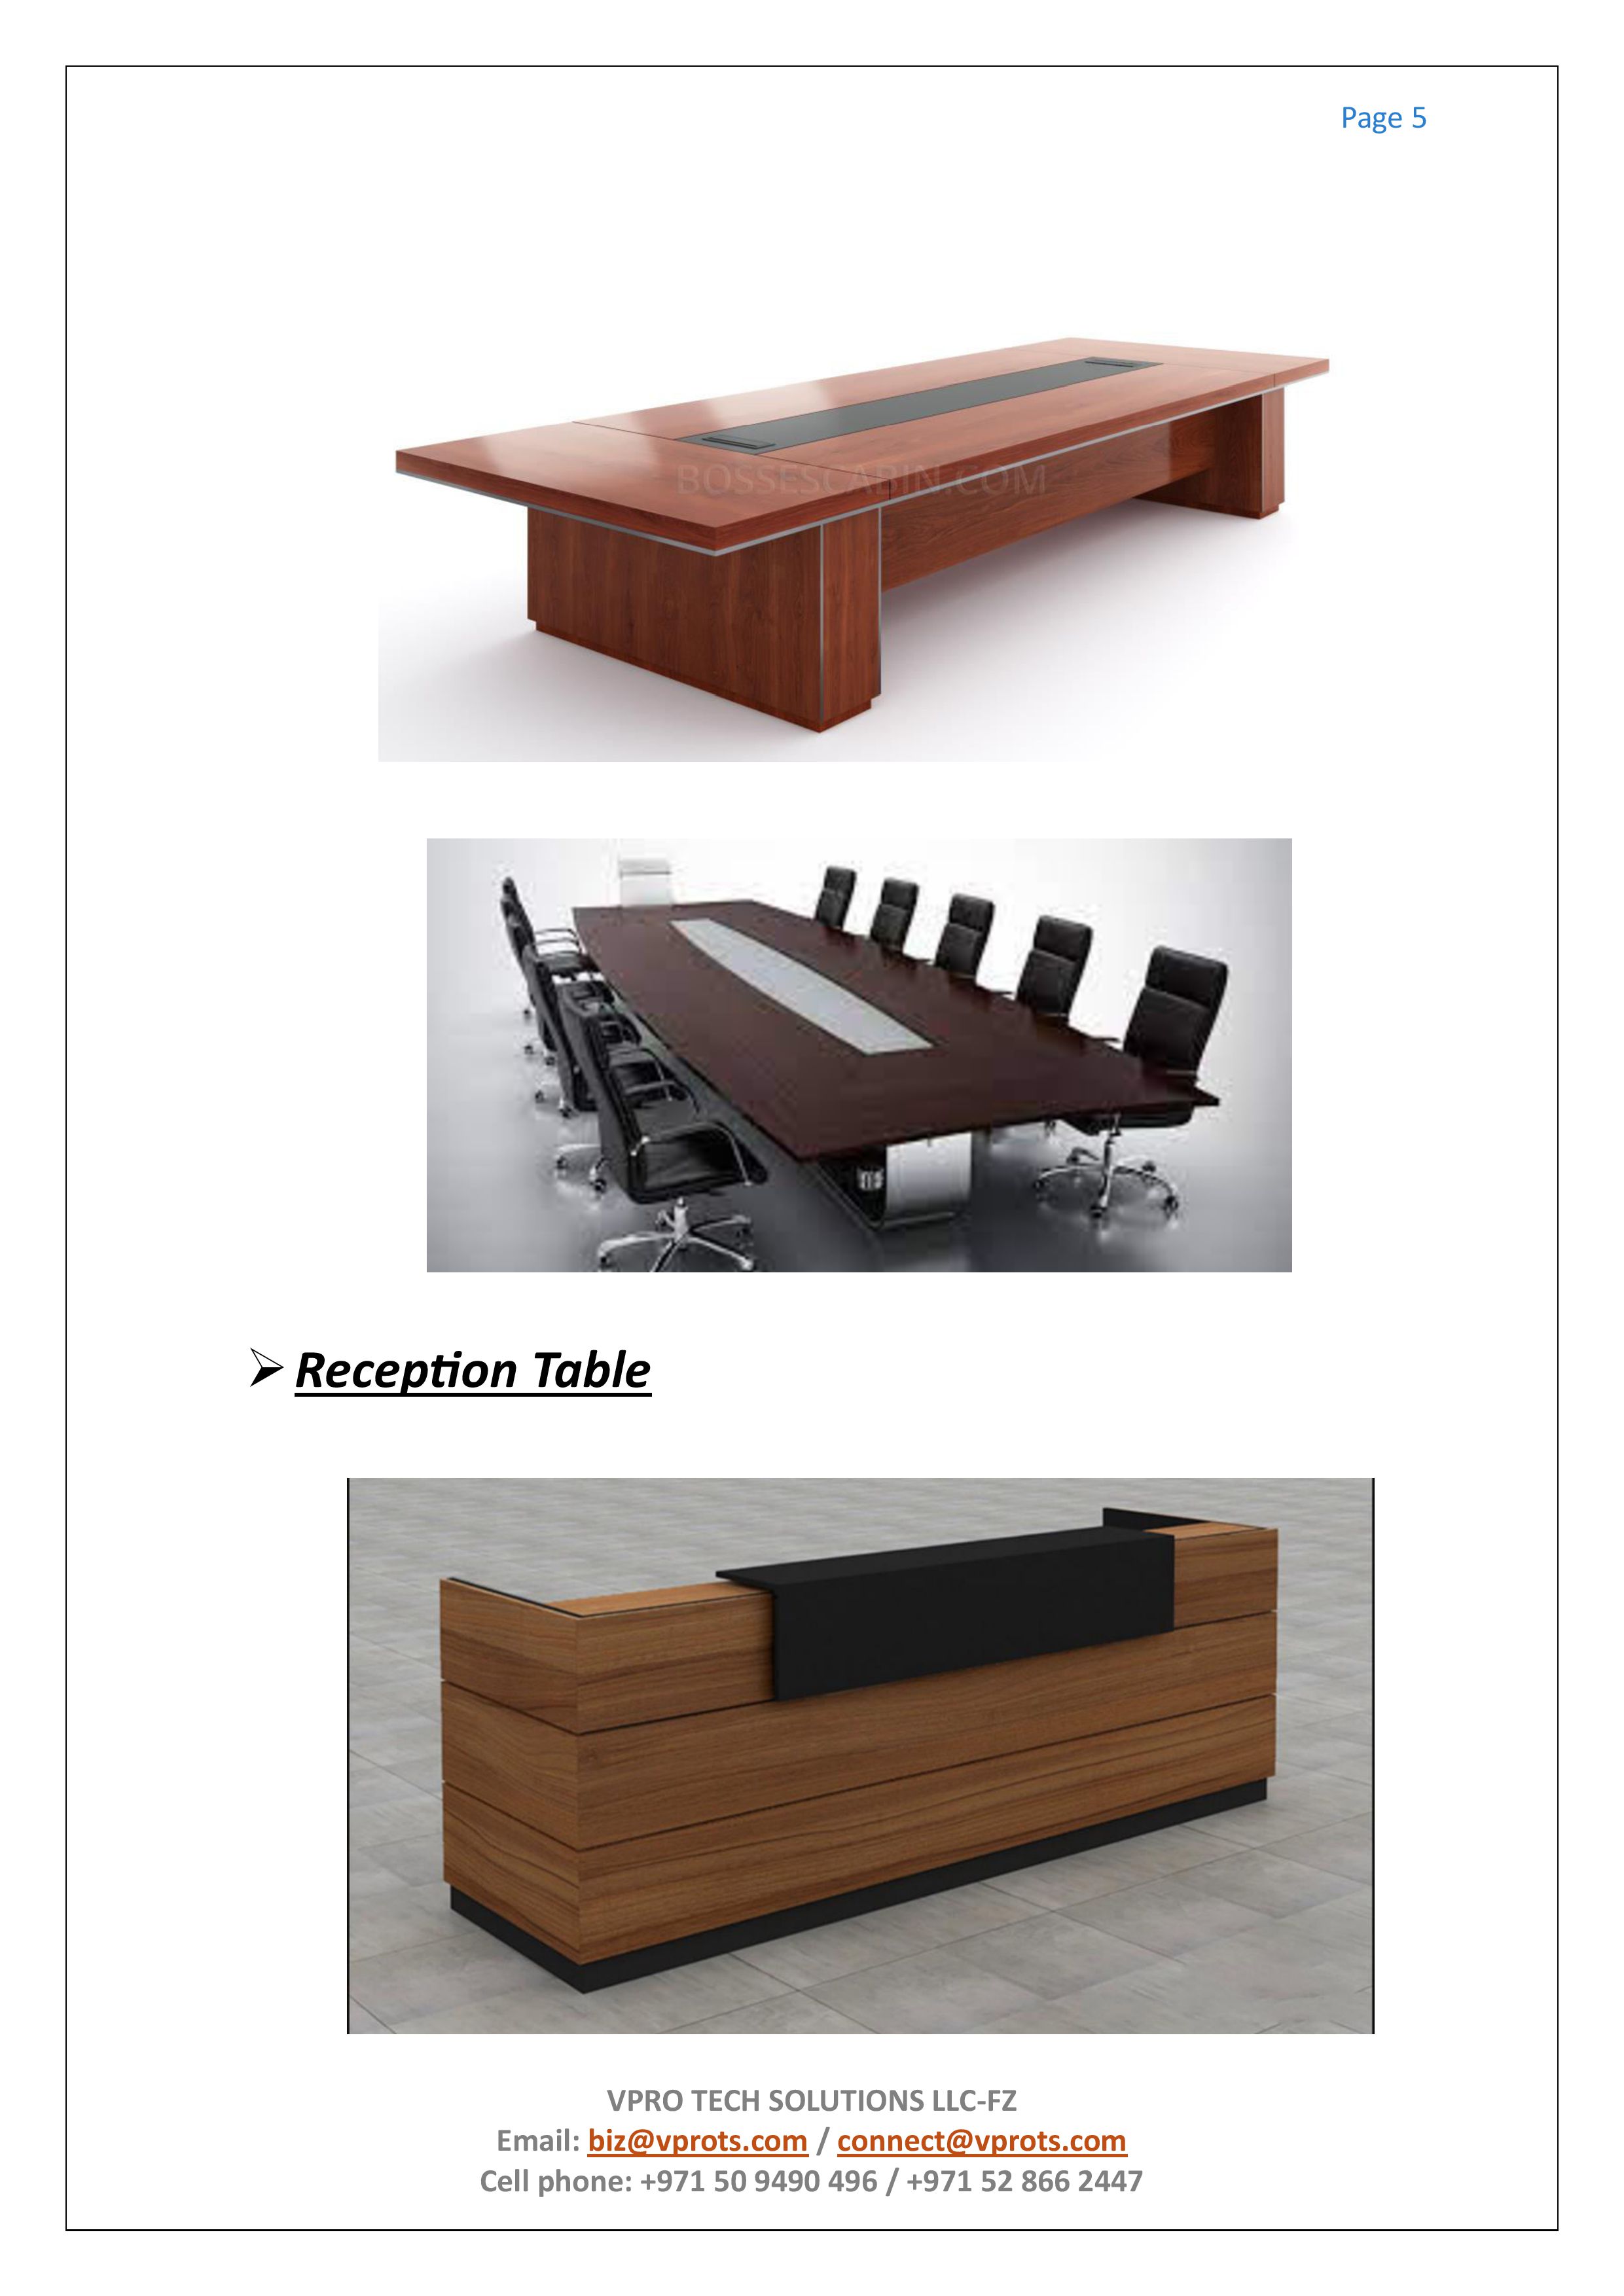 Page 5
BOSSESCABIN.COM
Reception Table
VPRO TECH SOLUTIONS LLC-FZ
Email: biz@vprots.com / connect@vprots.com
Cell phone: +971 50 9490 496 / +971 52 866 2447